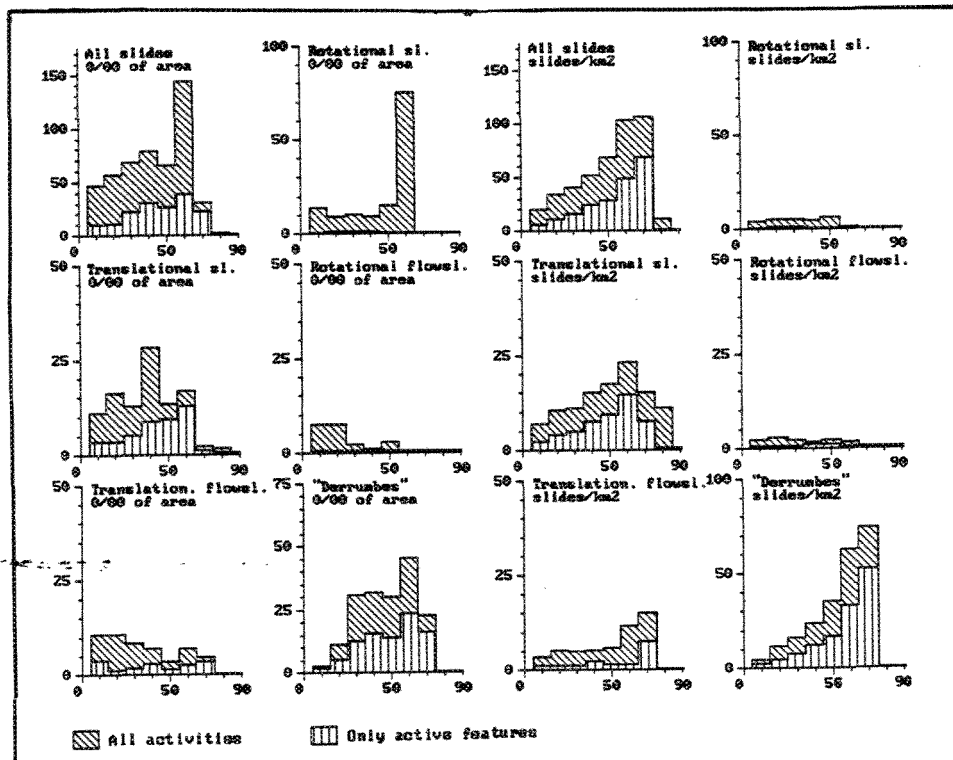 All slides
0/00 of area
150
100
50
0
0
50
90
Rotational sl.
0/00 of area
100
50
0
0
50
90
All slides
slides/km2
150
100
50
0
0
50
90
Rotational sl.
slides/km2
100
50
0
0
50
90
Translational sl.
0/00 of area
50
25
0
0
50
90
Rotational flowsl.
0/00 of area
50
25
0
0
50
90
Translational sl.
slides/km2
50
25
0
0
50
90
Rotational flowsl.
slides/km2
50
25
0
0
50
90
Translation. flowsl.
0/00 of area
50
25
0
0
50
90
"Derrumbes"
0/00 of area
75
50
25
0
0
50
90
Translation. flowsl.
slides/km2
50
25
0
0
50
90
"Derrumbes"
slides/km2
100
50
0
0
50
90
All activities
Only active features